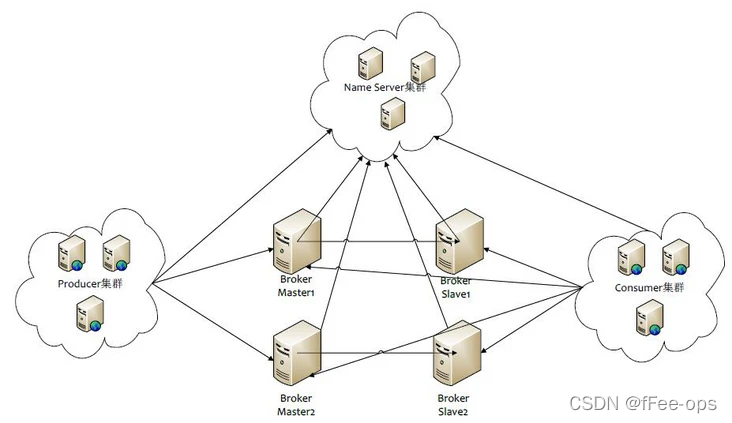 Name Server集群
Producer集群
Broker
Master1
Broker
Slave1
Consumer集群
Broker
Master2
Broker
Slave2
CSDN @fFee-ops